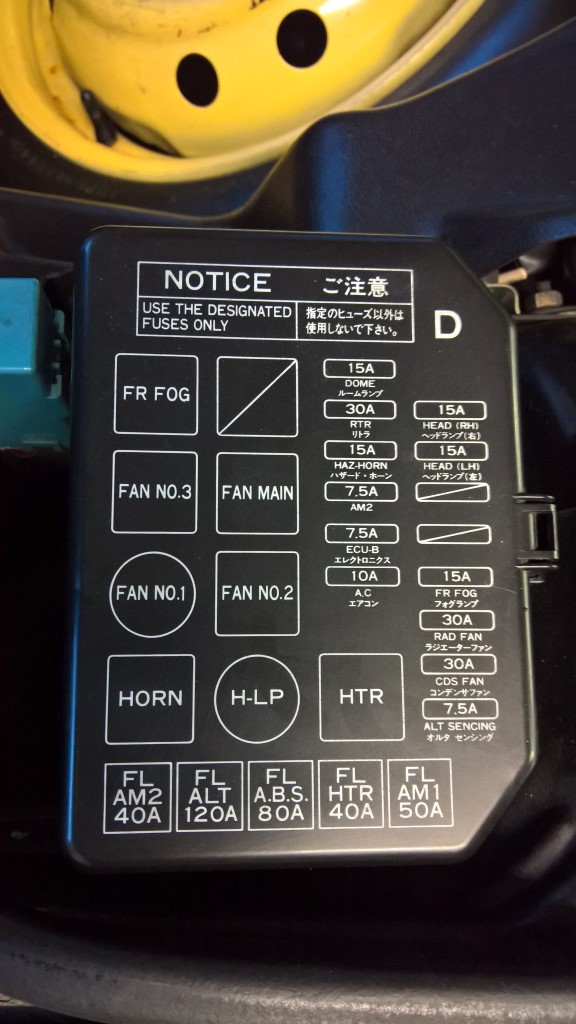 NOTICE ご注意
USE THE DESIGNATED
FUSES ONLY
指定のヒューズ以外は
使用しないで下さい。
D
FR FOG
FAN NO.3
FAN MAIN
FAN NO.1
FAN NO.2
HORN
H-LP
HTR
15A
DOME
ルームランプ
30A
RTR
リトラ
15A
HAZ-HORN
ハザード・ホーン
7.5A
AM2
7.5A
ECU-B
エレクトロニクス
10A
A.C
エアコン
15A
HEAD (RH)
ヘッドランプ(右)
15A
HEAD (LH)
ヘッドランプ(左)
15A
FR FOG
フォグランプ
30A
RAD FAN
ラジエーターファン
30A
CDS FAN
コンデンサファン
7.5A
ALT SENCING
オルタ センシング
FL
AM2
40A
FL
ALT
120A
FL
A.B.S.
80A
FL
HTR
40A
FL
AM1
50A